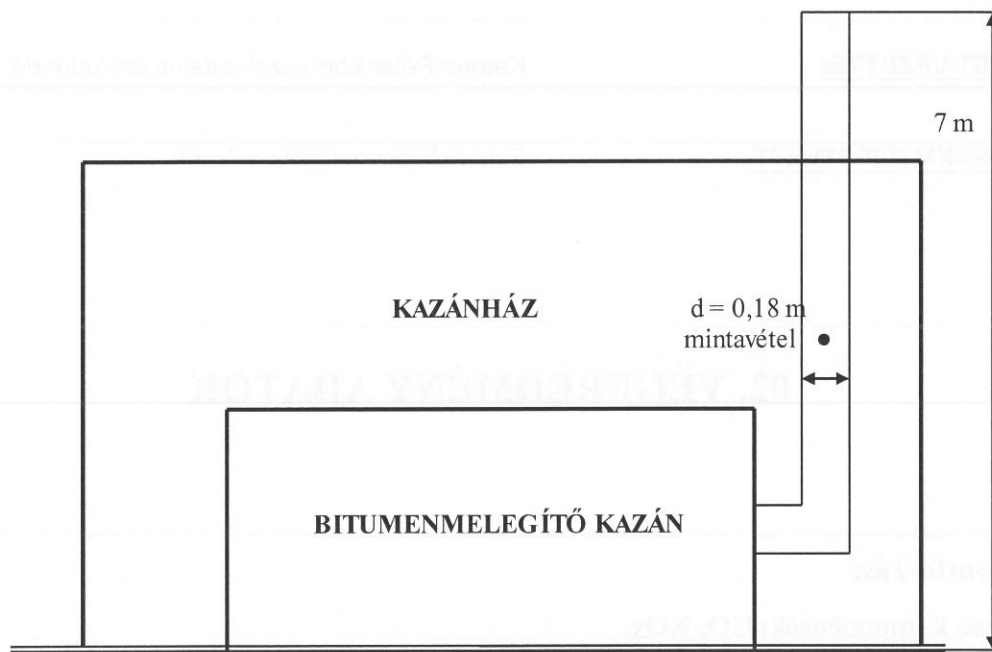 7 m
KAZÁNHÁZ
d = 0,18 m
mintavétel
BITUMENMELEGÍTŐ KAZÁN